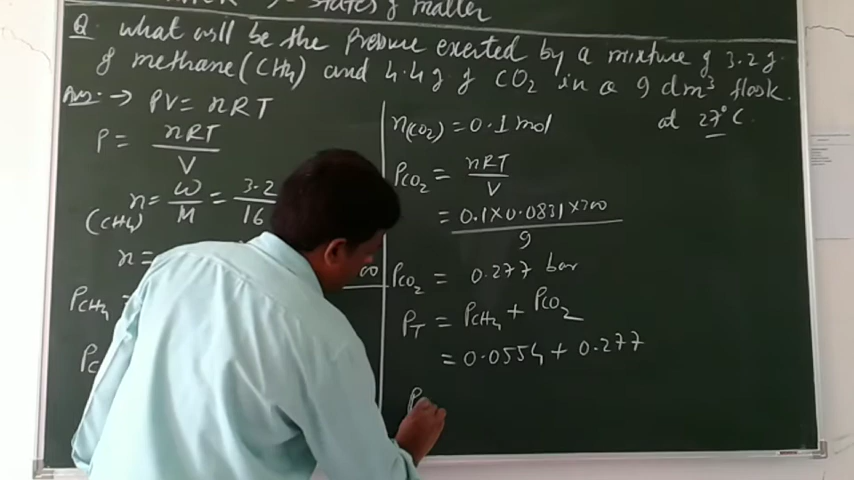 States of matter
Q. what will be the Pressure exerted by a mixture of 3.2 g.
of methane (CH4) and 4.4 g. of CO2 in a 9 dm³ flask.
at 27°C.
Ans:- → PV = nRT
P = nRT
V
n = W = 3.2
(CH4) M 16
n =
PCH4 =
n(CO2) = 0.1 mol
PCO2 = nRT
V
= 0.1 × 0.0831 × 300
9
PCO2 = 0.277 bar
PT = PCH4 + PCO2
= 0.0554 + 0.277
P